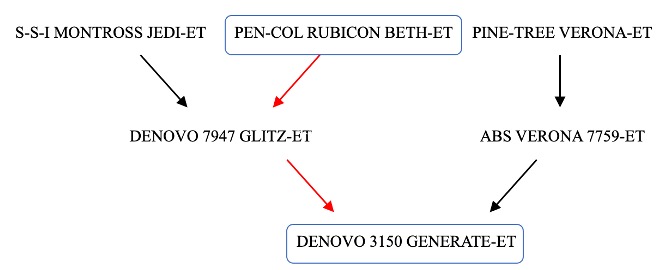 S-S-I MONTROSS JEDI-ET
PEN-COL RUBICON BETH-ET
PINE-TREE VERONA-ET
DENOVO 7947 GLITZ-ET
ABS VERONA 7759-ET
DENOVO 3150 GENERATE-ET